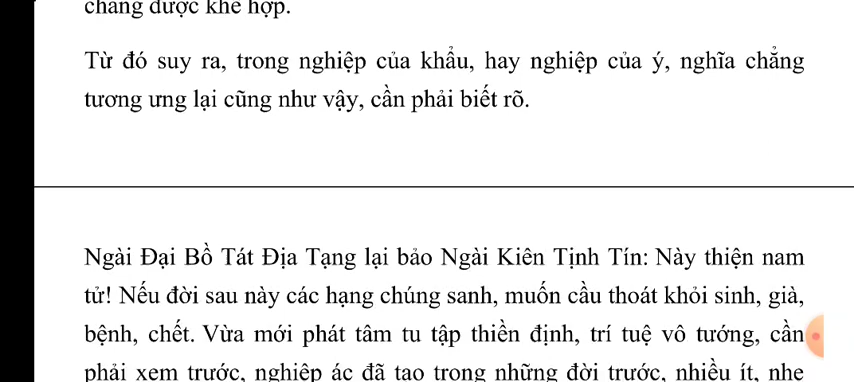 chẳng được khế hợp.
Từ đó suy ra, trong nghiệp của khẩu, hay nghiệp của ý, nghĩa chẳng
tương ưng lại cũng như vậy, cần phải biết rõ.
Ngài Đại Bồ Tát Địa Tạng lại bảo Ngài Kiên Tịnh Tín: Này thiện nam
tử! Nếu đời sau này các hạng chúng sanh, muốn cầu thoát khỏi sinh, già,
bệnh, chết. Vừa mới phát tâm tu tập thiền định, trí tuệ vô tướng, cần
phải xem trước, nghiệp ác đã tạo trong những đời trước, nhiều ít, nhẹ